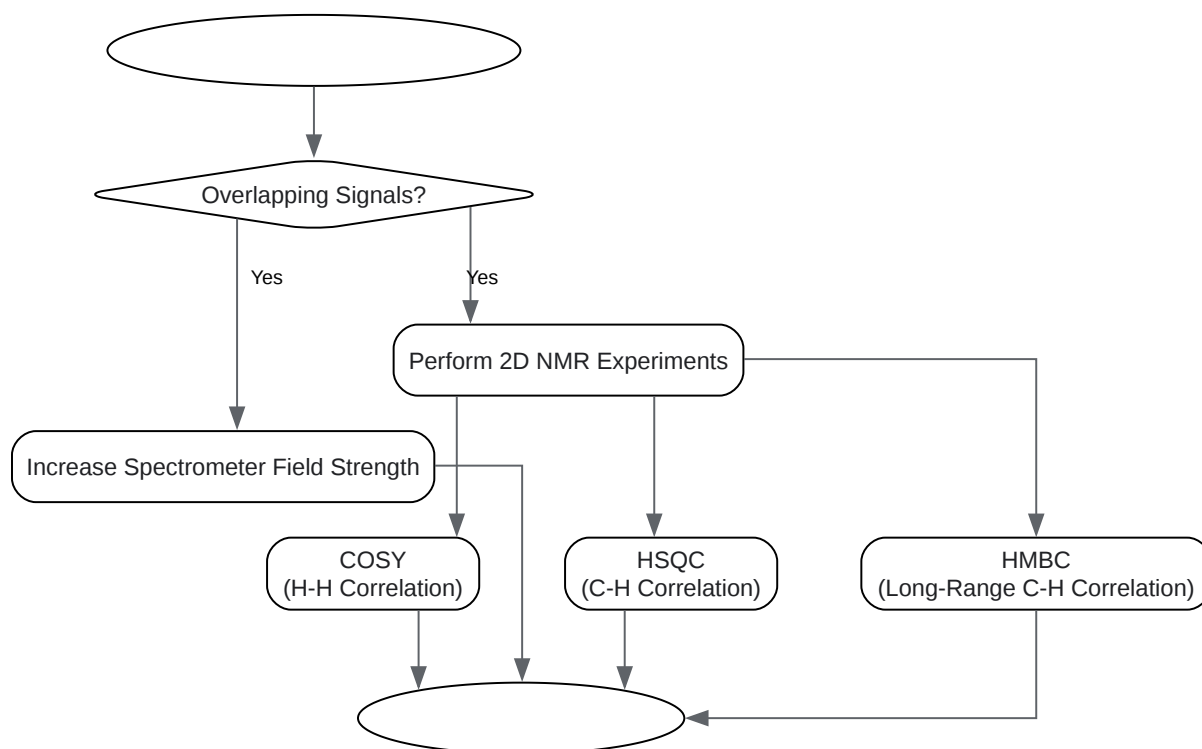 Overlapping Signals?
Yes
Yes
Perform 2D NMR Experiments
Increase Spectrometer Field Strength
COSY
(H-H Correlation)
HSQC
(C-H Correlation)
HMBC
(Long-Range C-H Correlation)